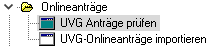 Onlineanträge
UVG Anträge prüfen
UVG-Onlineanträge importieren